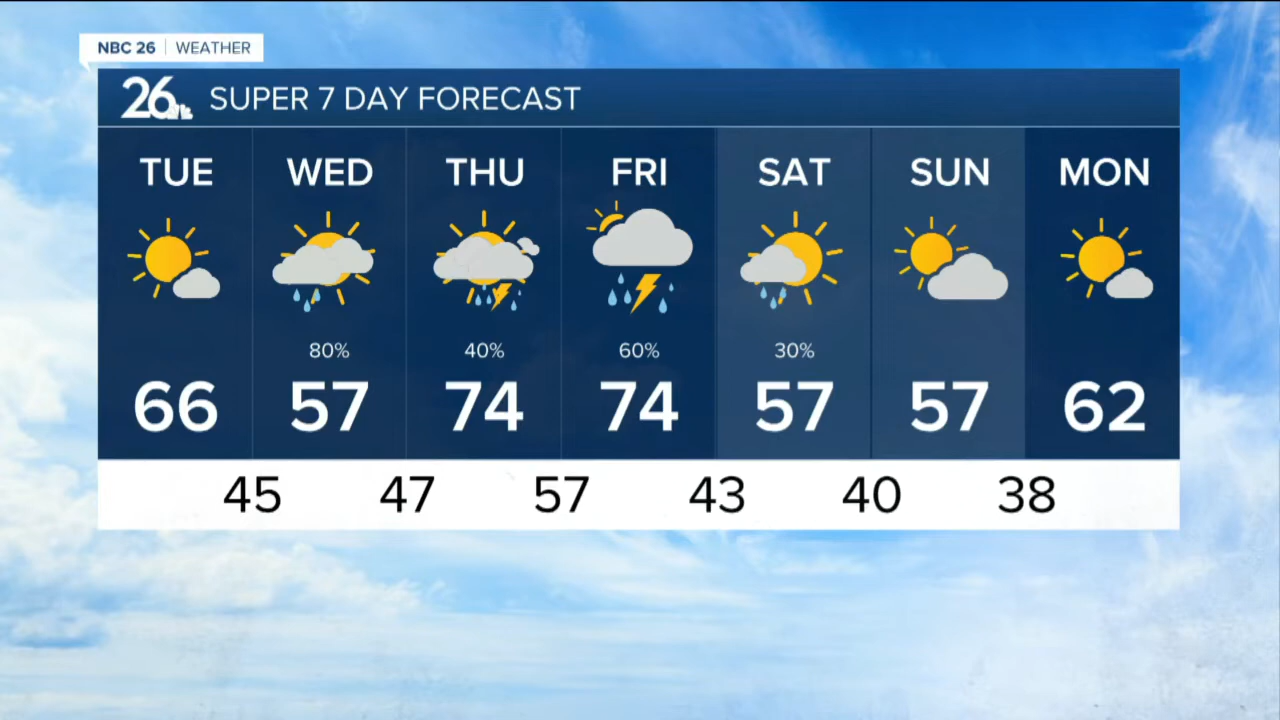 NBC 26 | WEATHER
26 SUPER 7 DAY FORECAST
TUE WED THU FRI SAT SUN MON
80% 40% 60% 30%
66 57 74 74 57 57 62
45 47 57 43 40 38